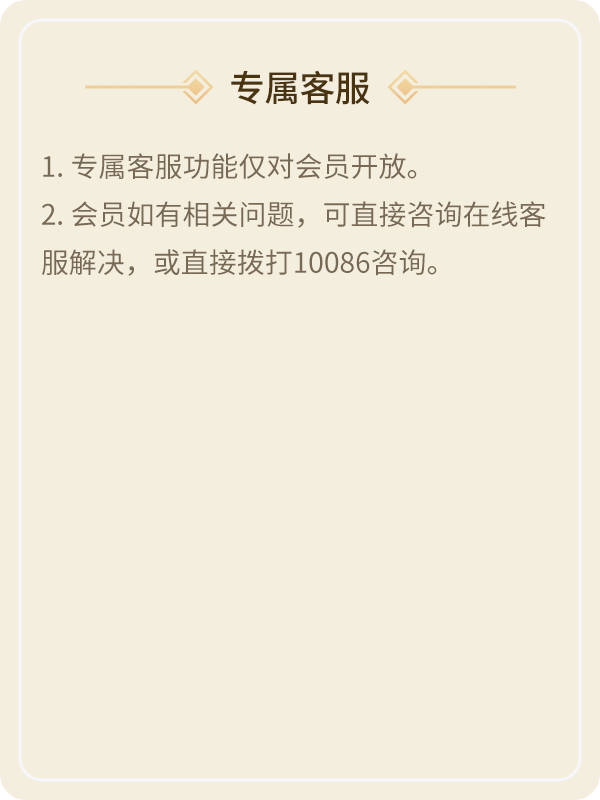 专属客服
1. 专属客服功能仅对会员开放。
2. 会员如有相关问题，可直接咨询在线客
服解决，或直接拨打10086咨询。